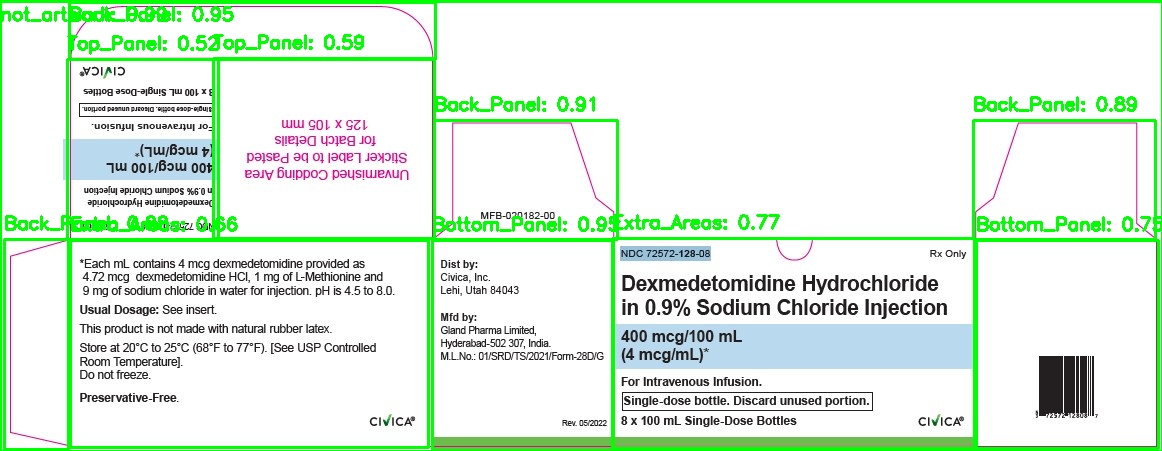 not_art
Back_Panel: 0.95
Top_Panel: 0.52
Top_Panel: 0.59
CIVICA®
8 x 100 mL Single-Dose Bottles
Single-dose bottle. Discard unused portion.
For Intravenous Infusion.
(4 mcg/mL)*
400 mcg/100 mL
in 0.9% Sodium Chloride Injection
Dexmedetomidine Hydrochloride
Unvarnished Codding Area
Sticker Label to be Pasted
for Batch Details
125 x 105 mm
Back_Panel: 0.91
MFB-020182-00
Back_Panel: 0.89
Back_P
*Each mL contains 4 mcg dexmedetomidine provided as
4.72 mcg dexmedetomidine HCl, 1 mg of L-Methionine and
9 mg of sodium chloride in water for injection. pH is 4.5 to 8.0.
Usual Dosage: See insert.
This product is not made with natural rubber latex.
Store at 20°C to 25°C (68°F to 77°F). [See USP Controlled
Room Temperature].
Do not freeze.
Preservative-Free.
CIVICA®
Bottom_Panel: 0.95
Dist by:
Civica, Inc.
Lehi, Utah 84043
Mfd by:
Gland Pharma Limited,
Hyderabad-502 307, India.
M.L.No.: 01/SRD/TS/2021/Form-28D/G
Rev. 05/2022
Extra_Areas: 0.77
NDC 72572-128-08
Rx Only
Dexmedetomidine Hydrochloride
in 0.9% Sodium Chloride Injection
400 mcg/100 mL
(4 mcg/mL)*
For Intravenous Infusion.
Single-dose bottle. Discard unused portion.
8 x 100 mL Single-Dose Bottles
CIVICA®
Bottom_Panel: 0.75